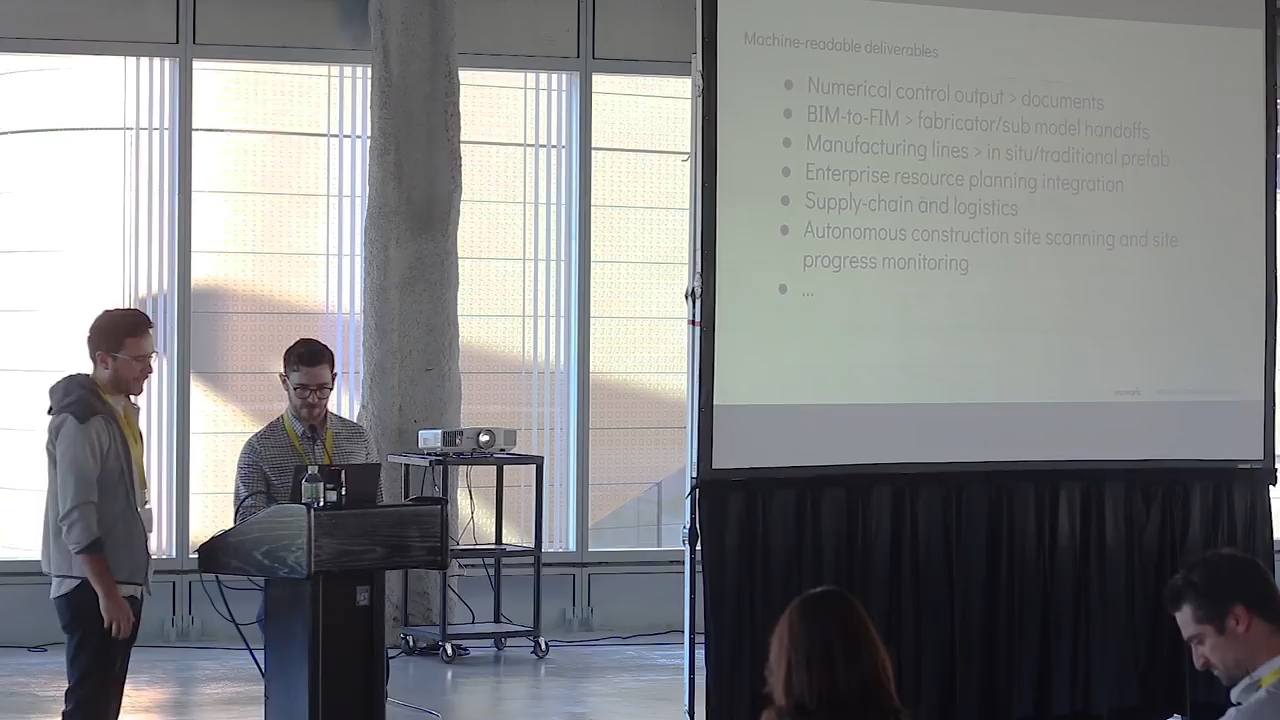 Machine-readable deliverables
● Numerical control output > documents
● BIM-to-FIM > fabricator/sub model handoffs
● Manufacturing lines > in situ/traditional prefab
● Enterprise resource planning integration
● Supply-chain and logistics
● Autonomous construction site scanning and site
progress monitoring
● ...